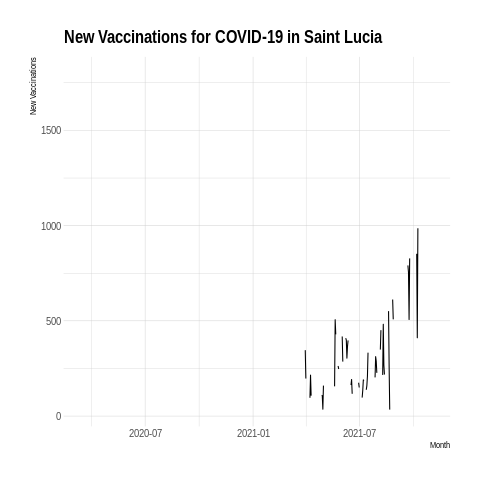 New Vaccinations for COVID-19 in Saint Lucia
New Vaccinations
1500
1000
500
0
2020-07
2021-01
2021-07
Month